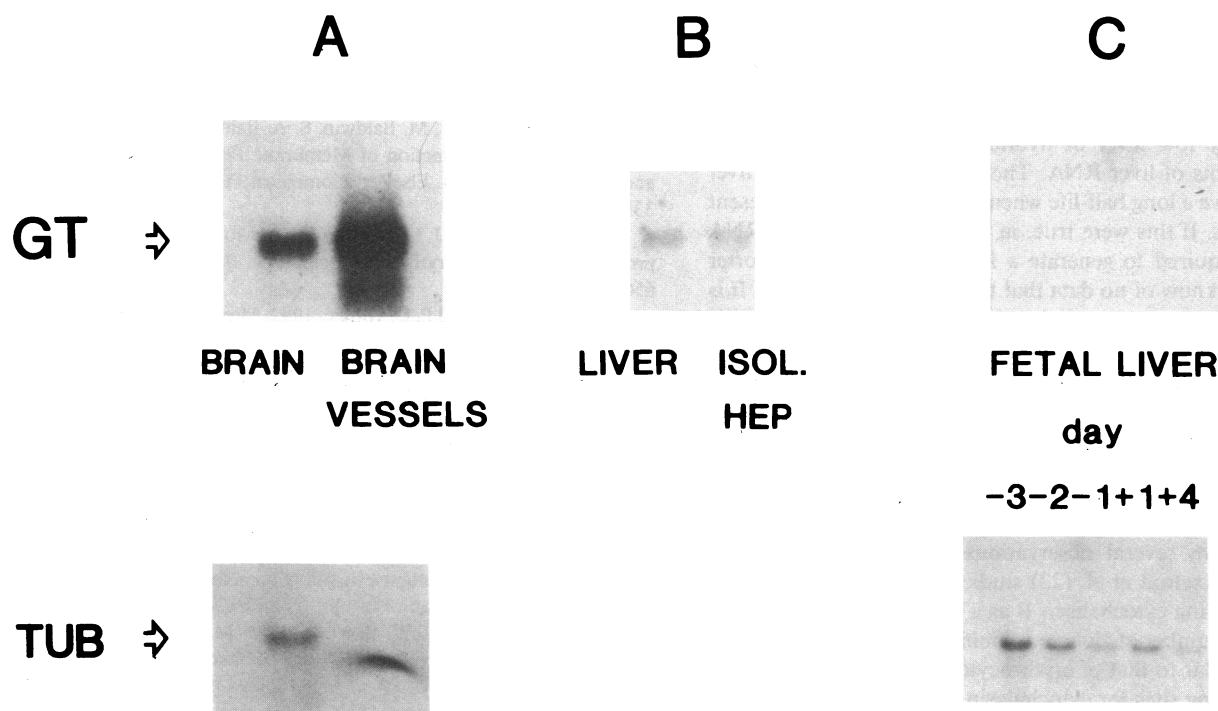 A B C
GT
BRAIN BRAIN VESSELS
LIVER ISOL. HEP
FETAL LIVER
day
-3-2-1+1+4
TUB